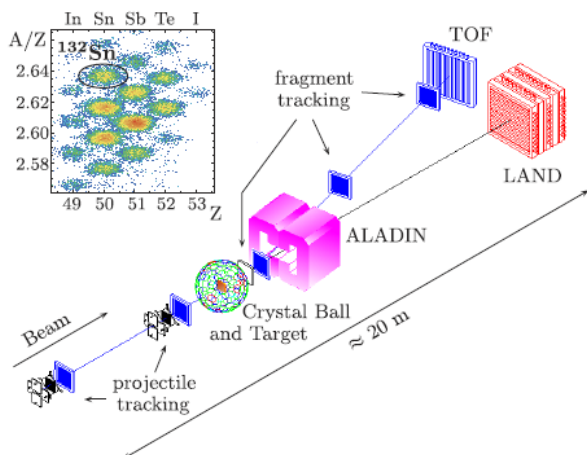 In Sn Sb Te I
A/Z
132Sn
2.64
2.62
2.60
2.58
49 50 51 52 53 Z
TOF
fragment
tracking
LAND
ALADIN
Crystal Ball
and Target
Beam
≈ 20 m
projectile
tracking